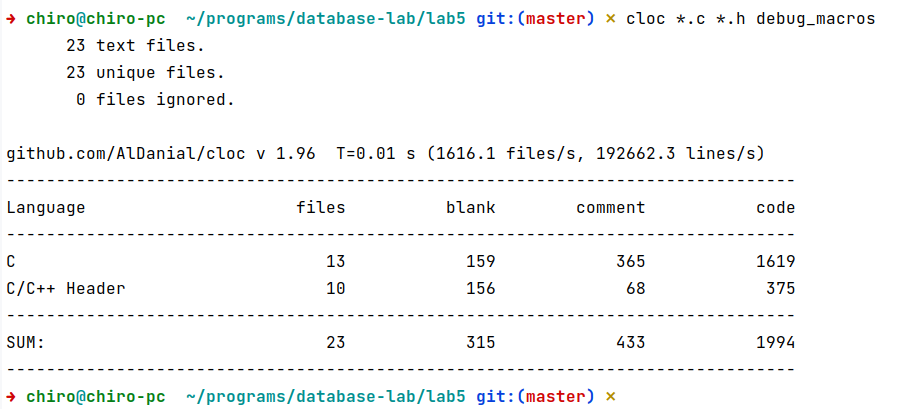 ➜ chiro@chiro-pc ~/programs/database-lab/lab5 git:(master) ✗ cloc *.c *.h debug_macros
      23 text files.
      23 unique files.
       0 files ignored.

github.com/AlDanial/cloc v 1.96  T=0.01 s (1616.1 files/s, 192662.3 lines/s)
-------------------------------------------------------------------------------
Language                     files          blank        comment           code
-------------------------------------------------------------------------------
C                               13            159            365           1619
C/C++ Header                    10            156             68            375
-------------------------------------------------------------------------------
SUM:                            23            315            433           1994
-------------------------------------------------------------------------------
➜ chiro@chiro-pc ~/programs/database-lab/lab5 git:(master) ✗